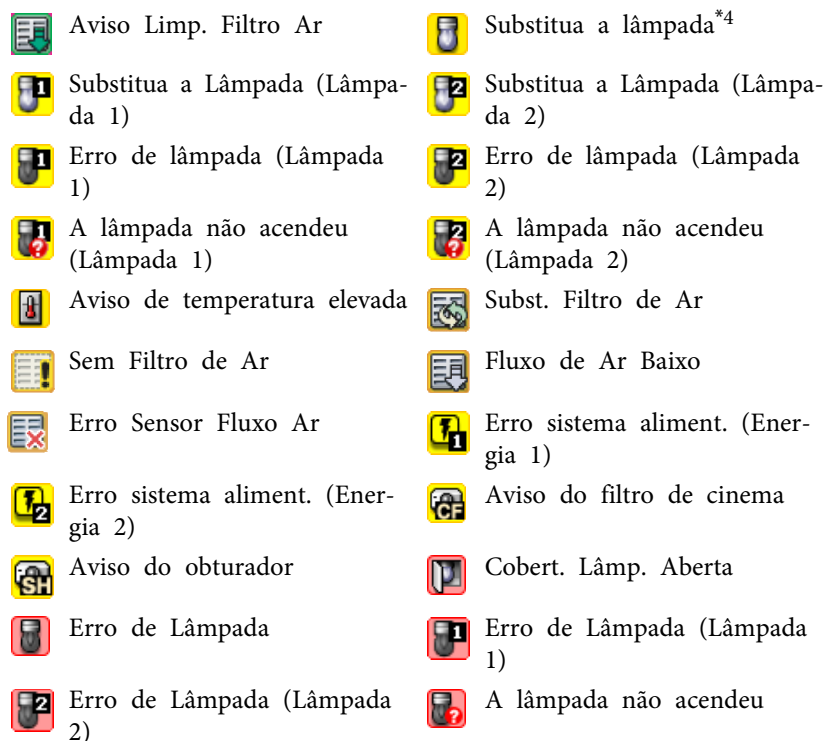 Aviso Limp. Filtro Ar
Substitua a lâmpada*4
Substitua a Lâmpada (Lâmpa-
da 1)
Substitua a Lâmpada (Lâmpa-
da 2)
Erro de lâmpada (Lâmpada
1)
Erro de lâmpada (Lâmpada
2)
A lâmpada não acendeu
(Lâmpada 1)
A lâmpada não acendeu
(Lâmpada 2)
Aviso de temperatura elevada
Subst. Filtro de Ar
Sem Filtro de Ar
Fluxo de Ar Baixo
Erro Sensor Fluxo Ar
Erro sistema aliment. (Ener-
gia 1)
Erro sistema aliment. (Ener-
gia 2)
Aviso do filtro de cinema
Aviso do obturador
Cobert. Lâmp. Aberta
Erro de Lâmpada
Erro de Lâmpada (Lâmpada
1)
Erro de Lâmpada (Lâmpada
2)
A lâmpada não acendeu